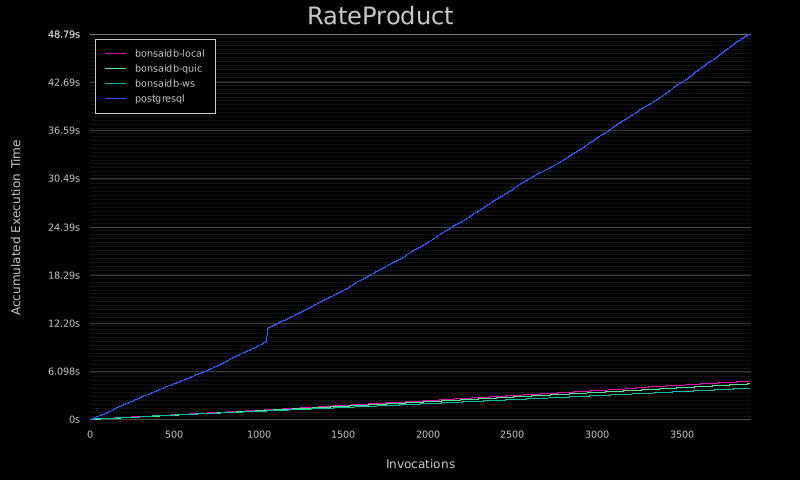 RateProduct
48.79s
bonsaidb-local
bonsaidb-quic
bonsaidb-ws
postgresql
42.69s
36.59s
30.49s
24.39s
18.29s
12.20s
6.098s
0s
Accumulated Execution Time
0 500 1000 1500 2000 2500 3000 3500
Invocations